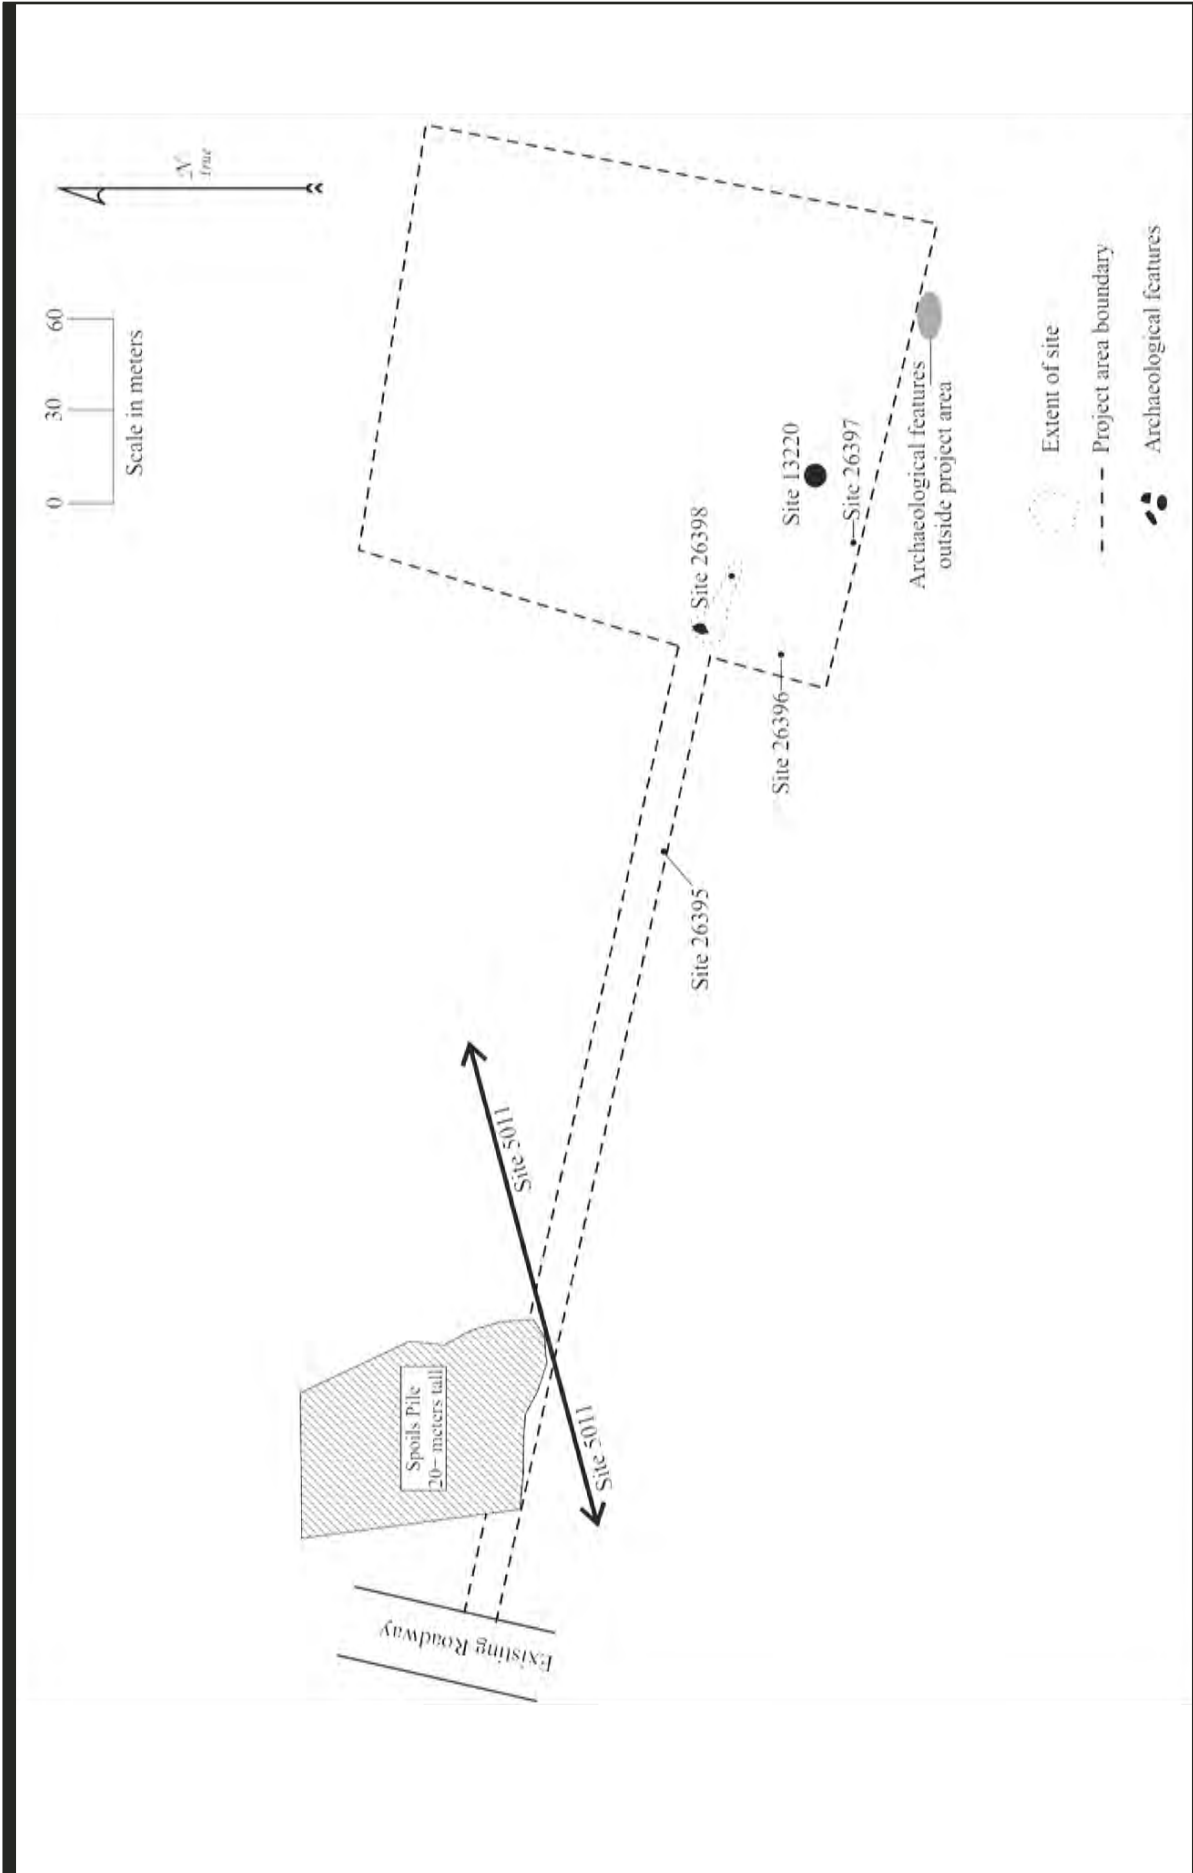 N
true
0 30 60
Scale in meters
Site 26398
Site 13220
Site 26397
Archaeological features
outside project area
Site 26396
Site 26395
Site 5011
Site 5011
Spoils Pile
20- meters tall
Existing Roadway
Extent of site
Project area boundary
Archaeological features